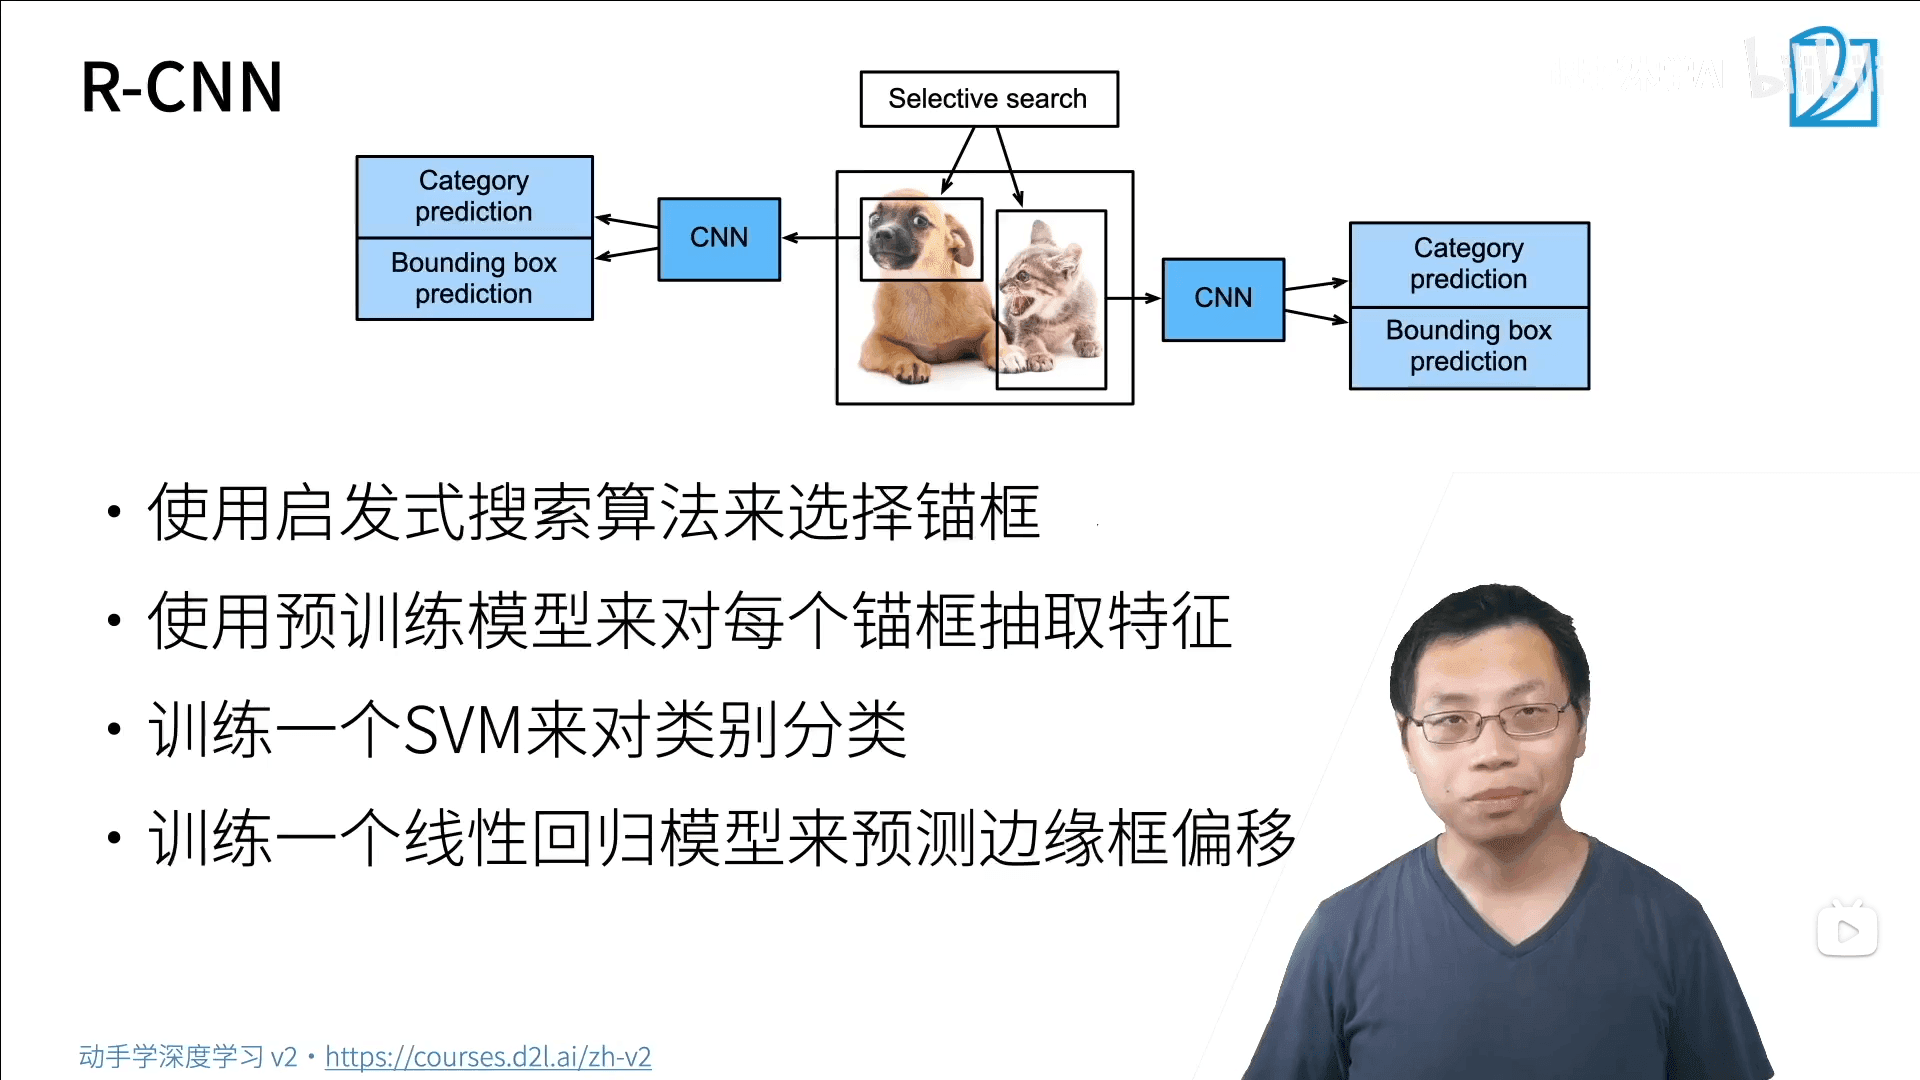 R-CNN
Selective search
Category
prediction
Bounding box
prediction
CNN
CNN
Category
prediction
Bounding box
prediction
• 使用启发式搜索算法来选择锚框
• 使用预训练模型来对每个锚框抽取特征
• 训练一个SVM来对类别分类
• 训练一个线性回归模型来预测边缘框偏移
动手学深度学习 v2 • https://courses.d2l.ai/zh-v2
bilibili